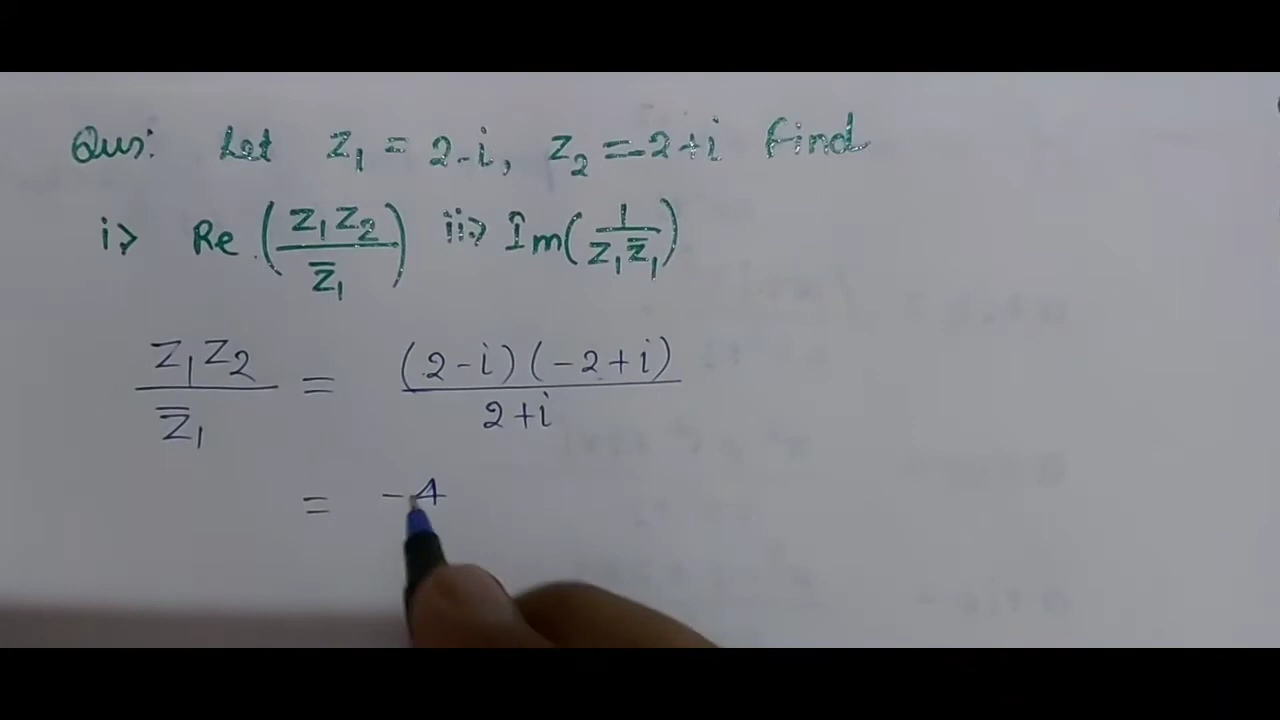 Qus: Let z₁ = 2-i, z₂ = -2+i Find
i> Re (z₁z₂/z̄₁) ii> Im(1/z₁z̄₁)
z₁z₂/z̄₁ = (2-i)(-2+i)/2+i
= -4